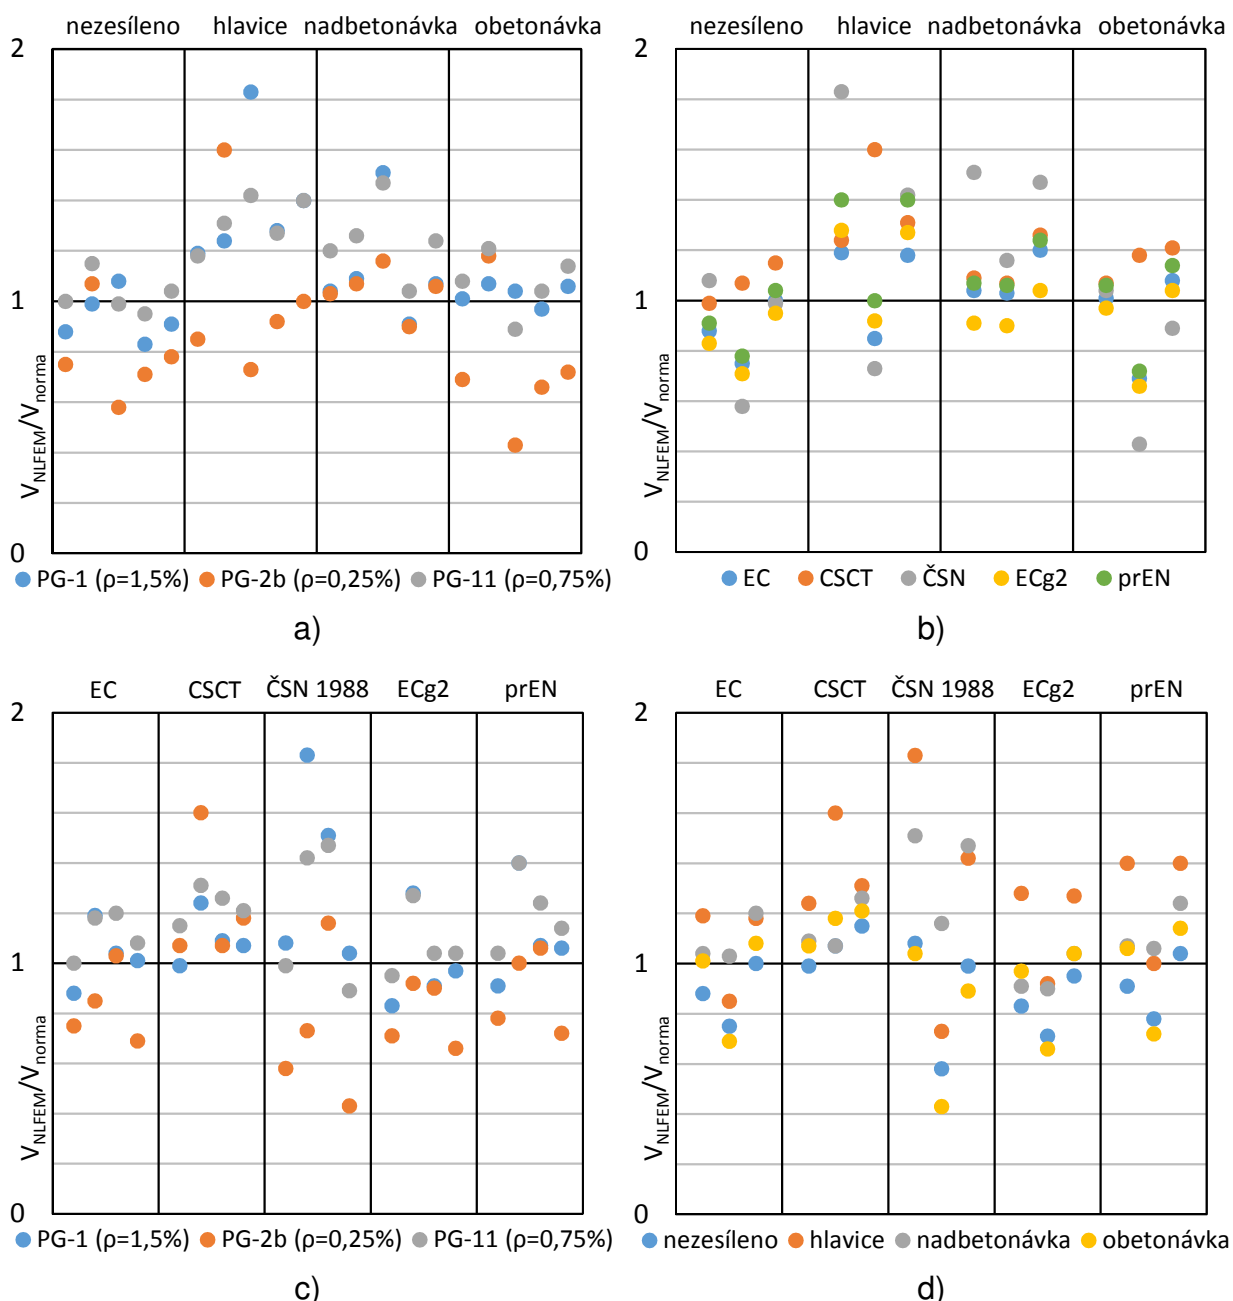 nezesíleno hlavice nadbetonávka obetonávka
2
1
0
VNLFEM/Vnorma
PG-1 (ρ=1,5%) PG-2b (ρ=0,25%) PG-11 (ρ=0,75%)
a)
nezesíleno hlavice nadbetonávka obetonávka
2
1
0
VNLFEM/Vnorma
EC CSCT ČSN ECg2 prEN
b)
EC CSCT ČSN 1988 ECg2 prEN
2
1
0
VNLFEM/Vnorma
PG-1 (ρ=1,5%) PG-2b (ρ=0,25%) PG-11 (ρ=0,75%)
c)
EC CSCT ČSN 1988 ECg2 prEN
2
1
0
VNLFEM/Vnorma
nezesíleno hlavice nadbetonávka obetonávka
d)